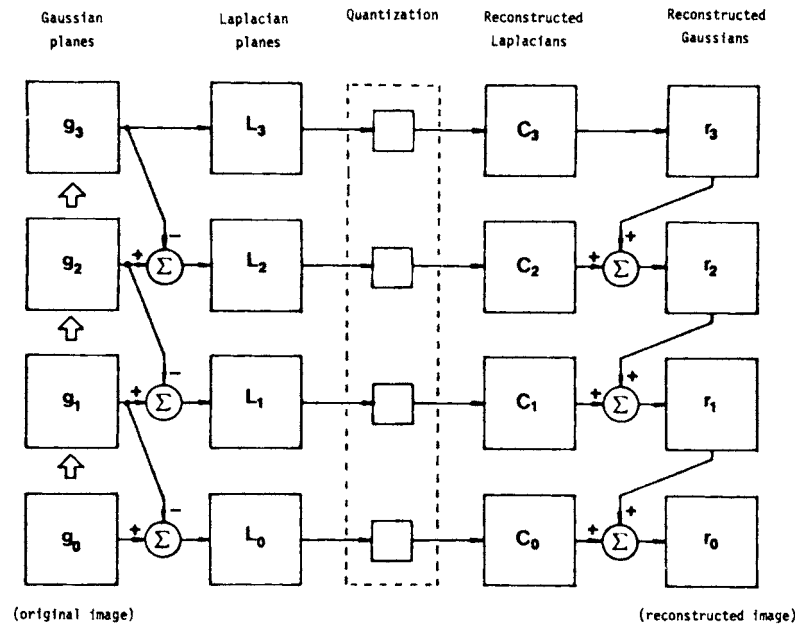 Gaussian planes
Laplacian planes
Quantization
Reconstructed Laplacians
Reconstructed Gaussians
g3
L3
C3
r3
−
+
+
g2
+
Σ
L2
C2
+
Σ
r2
−
+
g1
+
Σ
L1
C1
+
Σ
r1
−
+
g0
+
Σ
L0
C0
+
Σ
r0
(original image)
(reconstructed image)